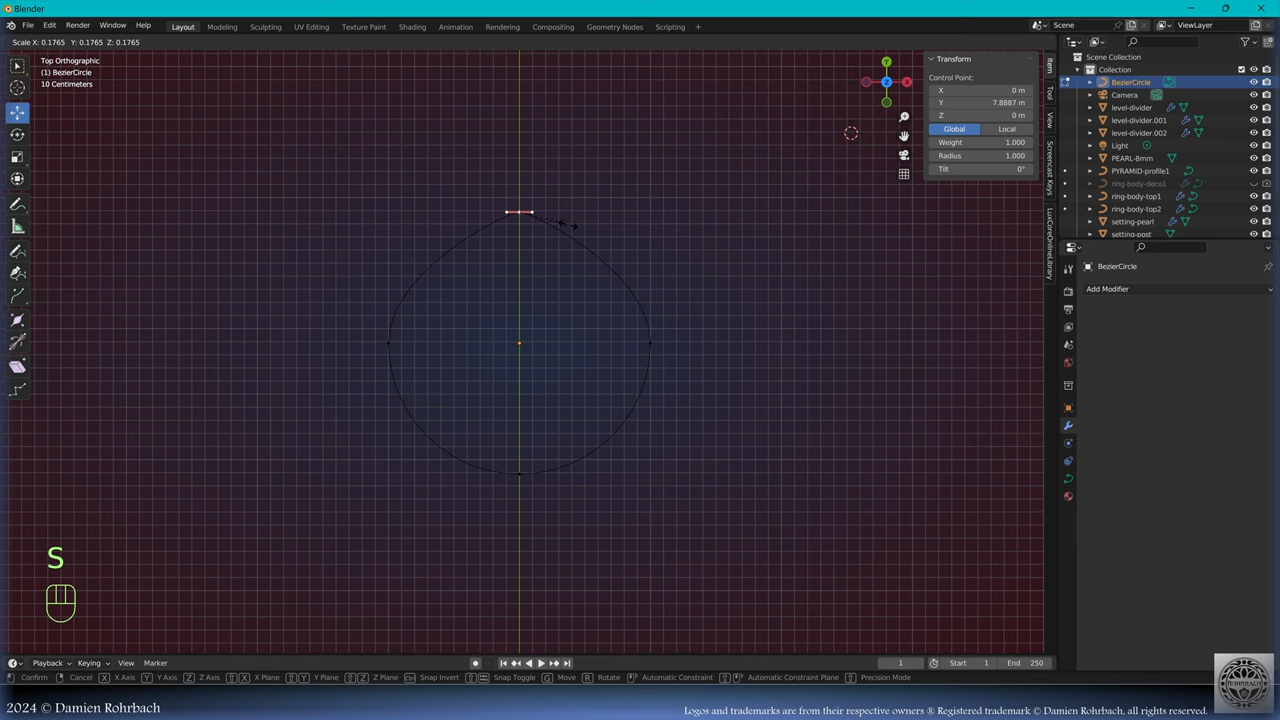 Blender
File Edit Render Window Help Layout Modeling Sculpting UV Editing Texture Paint Shading Animation Rendering Compositing Geometry Nodes Scripting + Scene ViewLayer
Scale X: 0.1765 Y: 0.1765 Z: 0.1765
Top Orthographic
(1) BezierCircle
10 Centimeters
Y
X
Z
Transform
Control Point:
X 0 m
Y 7.8887 m
Z 0 m
Global Local
Weight 1.000
Radius 1.000
Tilt 0°
Item
Tool
View
Screencast Keys
LuxCoreOnlineLibrary
Scene Collection
Collection
BezierCircle
Camera
level-divider
level-divider.001
level-divider.002
Light
PEARL-8mm
PYRAMID-profile1
ring-body-deco1
ring-body-top1
ring-body-top2
setting-pearl
setting-post
BezierCircle
Add Modifier
S
Playback Keying View Marker 1 Start 1 End 250
Confirm Cancel X X Axis Y Y Axis Z Z Axis X X Plane Y Y Plane Z Z Plane Snap Invert Snap Toggle G Move R Rotate Automatic Constraint Automatic Constraint Plane Precision Mode
2024 © Damien Rohrbach
Logos and trademarks are from their respective owners ® Registered trademark © Damien Rohrbach, all rights reserved.
ROHRBACH